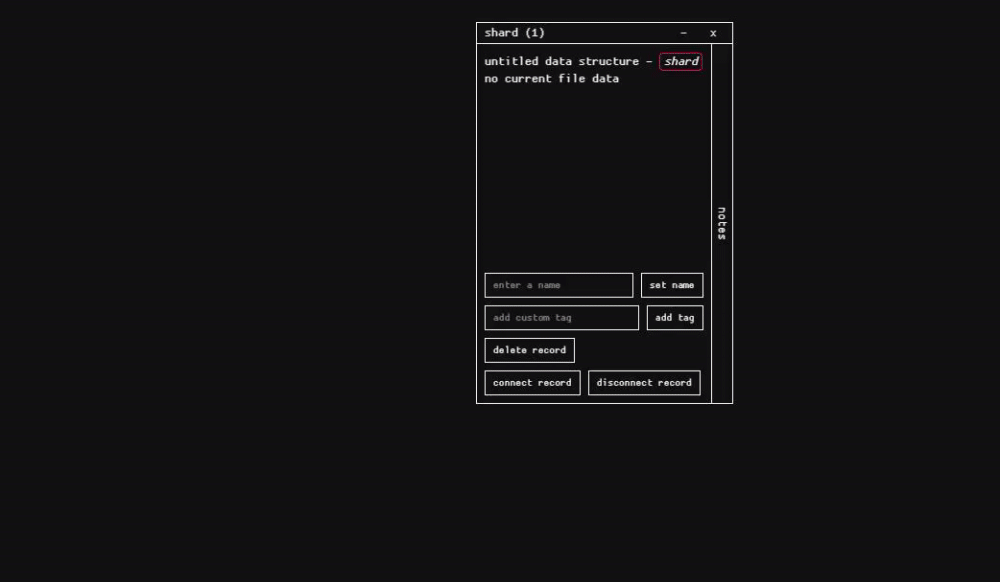 shard (1) - x
untitled data structure - shard
no current file data
notes
enter a name set name
add custom tag add tag
delete record
connect record disconnect record